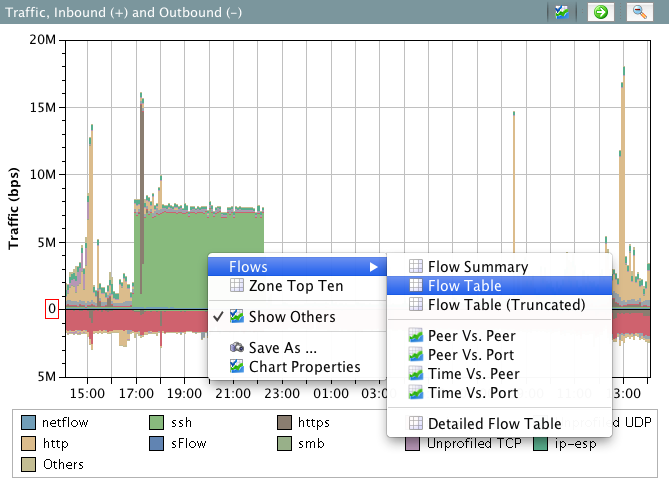 Traffic, Inbound (+) and Outbound (-)
20M
15M
10M
5M
0
5M
Traffic (bps)
15:00 17:00 19:00 21:00 23:00 01:00 03:00 3:00
Flows
Zone Top Ten
Show Others
Save As ...
Chart Properties
Flow Summary
Flow Table
Flow Table (Truncated)
Peer Vs. Peer
Peer Vs. Port
Time Vs. Peer
Time Vs. Port
Detailed Flow Table
netflow ssh https UDP
http sFlow smb Unprofiled TCP ip-esp
Others